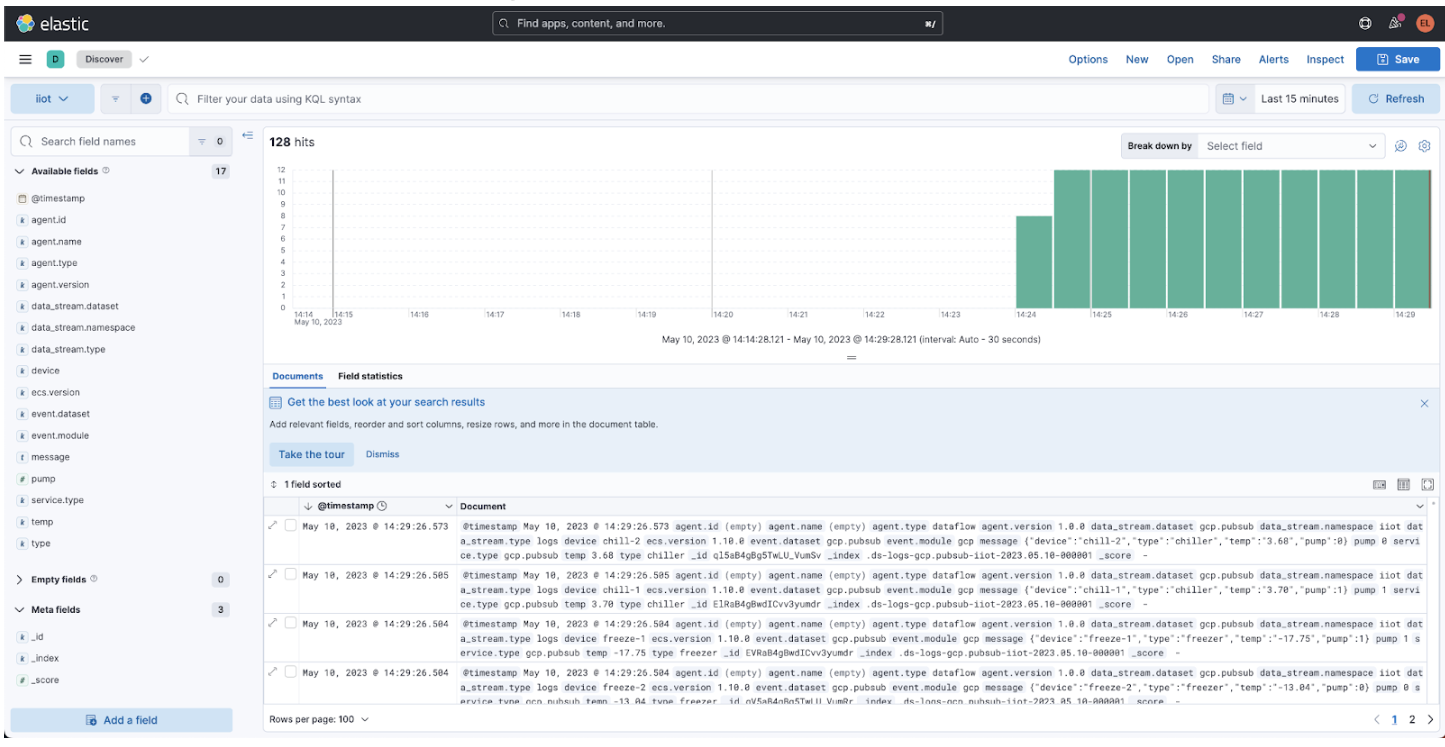 elastic
Find apps, content, and more.
⌘/
EL
D
Discover
Options New Open Share Alerts Inspect Save
iiot
Filter your data using KQL syntax
Last 15 minutes
Refresh
Search field names
0
128 hits
Break down by Select field
Available fields 17
@timestamp
agent.id
agent.name
agent.type
agent.version
data_stream.dataset
data_stream.namespace
data_stream.type
device
ecs.version
event.dataset
event.module
message
pump
service.type
temp
type
Empty fields 0
Meta fields 3
_id
_index
_score
Add a field
12
11
10
9
8
7
6
5
4
3
2
1
0
14:14 14:15 14:16 14:17 14:18 14:19 14:20 14:21 14:22 14:23 14:24 14:25 14:26 14:27 14:28 14:29
May 10, 2023
May 10, 2023 @ 14:14:28.121 - May 10, 2023 @ 14:29:28.121 (interval: Auto - 30 seconds)
Documents Field statistics
Get the best look at your search results
Add relevant fields, reorder and sort columns, resize rows, and more in the document table.
Take the tour Dismiss
1 field sorted
@timestamp Document
May 10, 2023 @ 14:29:26.573 @timestamp May 10, 2023 @ 14:29:26.573 agent.id (empty) agent.name (empty) agent.type dataflow agent.version 1.0.0 data_stream.dataset gcp.pubsub data_stream.namespace iiot dat
a_stream.type logs device chill-2 ecs.version 1.10.0 event.dataset gcp.pubsub event.module gcp message {"device":"chill-2","type":"chiller","temp":"3.68","pump":0} pump 0 servi
ce.type gcp.pubsub temp 3.68 type chiller _id ql5aB4gBg5TwLU_VumSv _index .ds-logs-gcp.pubsub-iiot-2023.05.10-000001 _score -
May 10, 2023 @ 14:29:26.505 @timestamp May 10, 2023 @ 14:29:26.505 agent.id (empty) agent.name (empty) agent.type dataflow agent.version 1.0.0 data_stream.dataset gcp.pubsub data_stream.namespace iiot dat
a_stream.type logs device chill-1 ecs.version 1.10.0 event.dataset gcp.pubsub event.module gcp message {"device":"chill-1","type":"chiller","temp":"3.70","pump":1} pump 1 servi
ce.type gcp.pubsub temp 3.70 type chiller _id ElRaB4gBwdICvv3yumdr _index .ds-logs-gcp.pubsub-iiot-2023.05.10-000001 _score -
May 10, 2023 @ 14:29:26.504 @timestamp May 10, 2023 @ 14:29:26.504 agent.id (empty) agent.name (empty) agent.type dataflow agent.version 1.0.0 data_stream.dataset gcp.pubsub data_stream.namespace iiot dat
a_stream.type logs device freeze-1 ecs.version 1.10.0 event.dataset gcp.pubsub event.module gcp message {"device":"freeze-1","type":"freezer","temp":"-17.75","pump":1} pump 1 s
ervice.type gcp.pubsub temp -17.75 type freezer _id EVRaB4gBwdICvv3yumdr _index .ds-logs-gcp.pubsub-iiot-2023.05.10-000001 _score -
May 10, 2023 @ 14:29:26.504 @timestamp May 10, 2023 @ 14:29:26.504 agent.id (empty) agent.name (empty) agent.type dataflow agent.version 1.0.0 data_stream.dataset gcp.pubsub data_stream.namespace iiot dat
a_stream.type logs device freeze-2 ecs.version 1.10.0 event.dataset gcp.pubsub event.module gcp message {"device":"freeze-2","type":"freezer","temp":"-13.04","pump":0} pump 0 s
ervice.type gcp.pubsub temp -13.04 type freezer _id _index .ds-logs-gcp.pubsub-iiot-2023.05.10-000001 _score -
Rows per page: 100
1 2